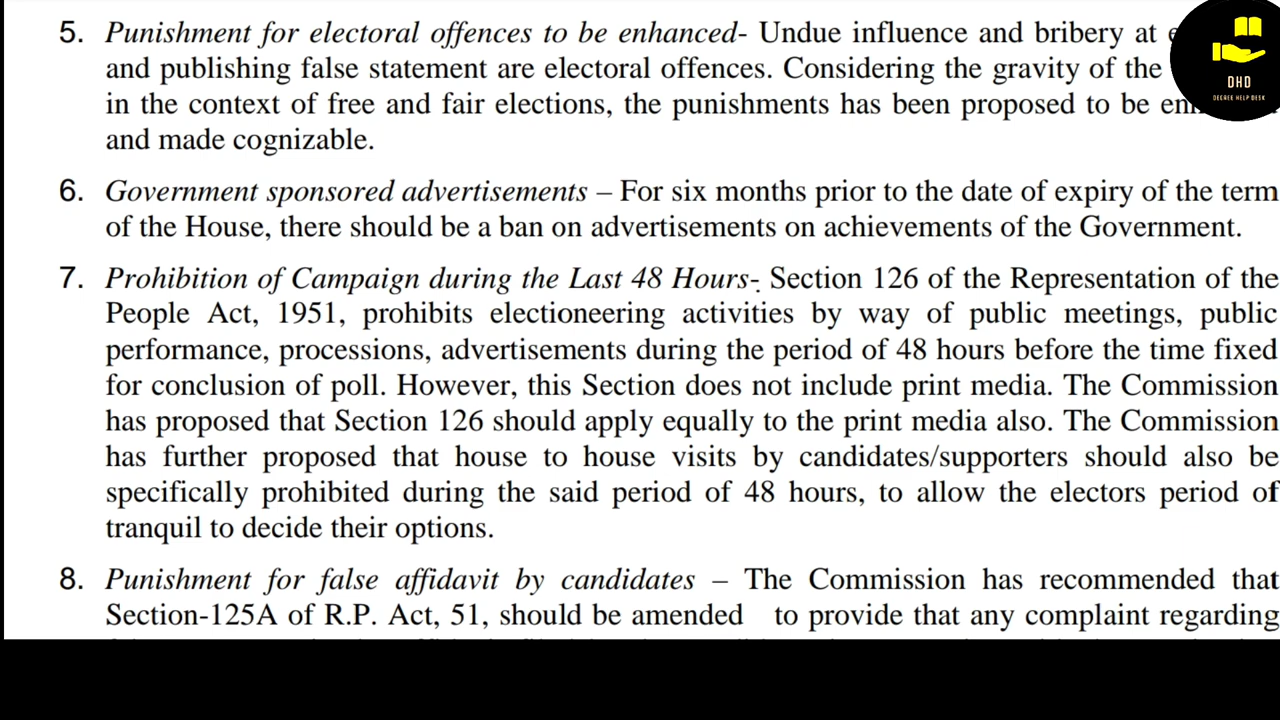 5. Punishment for electoral offences to be enhanced- Undue influence and bribery at
and publishing false statement are electoral offences. Considering the gravity of the
in the context of free and fair elections, the punishments has been proposed to be
and made cognizable.
6. Government sponsored advertisements – For six months prior to the date of expiry of the term
of the House, there should be a ban on advertisements on achievements of the Government.
7. Prohibition of Campaign during the Last 48 Hours- Section 126 of the Representation of the
People Act, 1951, prohibits electioneering activities by way of public meetings, public
performance, processions, advertisements during the period of 48 hours before the time fixed
for conclusion of poll. However, this Section does not include print media. The Commission
has proposed that Section 126 should apply equally to the print media also. The Commission
has further proposed that house to house visits by candidates/supporters should also be
specifically prohibited during the said period of 48 hours, to allow the electors period of
tranquil to decide their options.
8. Punishment for false affidavit by candidates – The Commission has recommended that
Section-125A of R.P. Act, 51, should be amended to provide that any complaint regarding
DHD
DEGREE HELP DESK